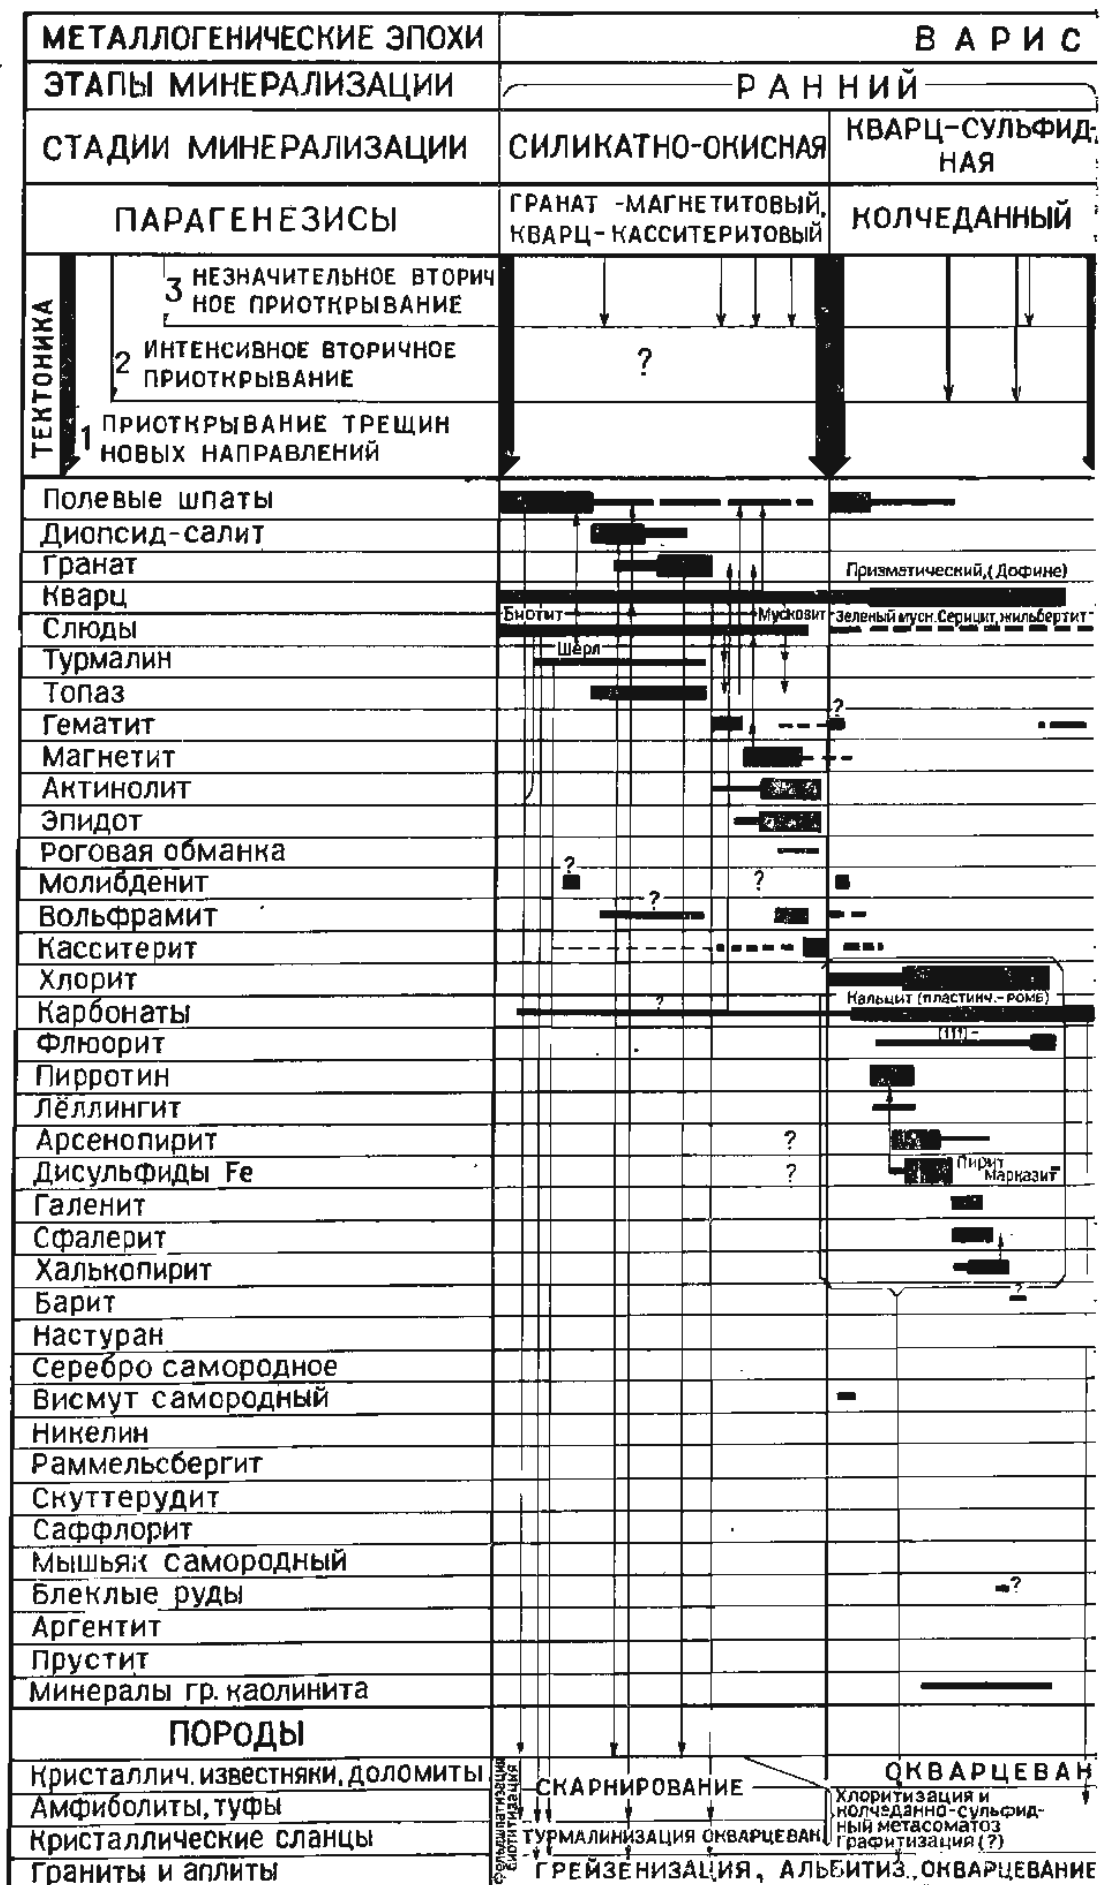 МЕТАЛЛОГЕНИЧЕСКИЕ ЭПОХИ
ВАРИС
ЭТАПЫ МИНЕРАЛИЗАЦИИ
РАННИЙ
СТАДИИ МИНЕРАЛИЗАЦИИ
СИЛИКАТНО-ОКИСНАЯ
КВАРЦ-СУЛЬФИД-
НАЯ
ПАРАГЕНЕЗИСЫ
ГРАНАТ -МАГНЕТИТОВЫЙ,
КВАРЦ-КАССИТЕРИТОВЫЙ
КОЛЧЕДАННЫЙ
ТЕКТОНИКА
3 НЕЗНАЧИТЕЛЬНОЕ ВТОРИЧ
НОЕ ПРИОТКРЫВАНИЕ
2 ИНТЕНСИВНОЕ ВТОРИЧНОЕ
ПРИОТКРЫВАНИЕ
?
1 ПРИОТКРЫВАНИЕ ТРЕЩИН
НОВЫХ НАПРАВЛЕНИЙ
Полевые шпаты
Диопсид-салит
Гранат
Призматический,(Дофине)
Кварц
Биотит
Мусковит
Зеленый муск. Серицит, жильбертит
Слюды
Шерл
Турмалин
Топаз
Гематит
?
Магнетит
Актинолит
Эпидот
Роговая обманка
Молибденит
?
?
Вольфрамит
?
Касситерит
Хлорит
Кальцит (пластинч.-РОМБ)
Карбонаты
?
Флюорит
(111)-
Пирротин
Лёллингит
Арсенопирит
?
Дисульфиды Fe
?
Пирит
Марказит
Галенит
Сфалерит
Халькопирит
Барит
?
Настуран
Серебро самородное
Висмут самородный
Никелин
Раммельсбергит
Скуттерудит
Саффлорит
Мышьяк самородный
Блеклые руды
?
Аргентит
Прустит
Минералы гр. каолинита
ПОРОДЫ
Кристаллич. известняки, доломиты
СКАРНИРОВАНИЕ
ОКВАРЦЕВАН
Амфиболиты, туфы
Хлоритизация и
колчеданно-сульфид-
ный метасоматоз
Графитизация (?)
Кристаллические сланцы
ТУРМАЛИНИЗАЦИЯ ОКВАРЦЕВАН
Граниты и аплиты
Фельдшпатизация
Биотитизация
ГРЕЙЗЕНИЗАЦИЯ, АЛЬБИТИЗ., ОКВАРЦЕВАНИЕ